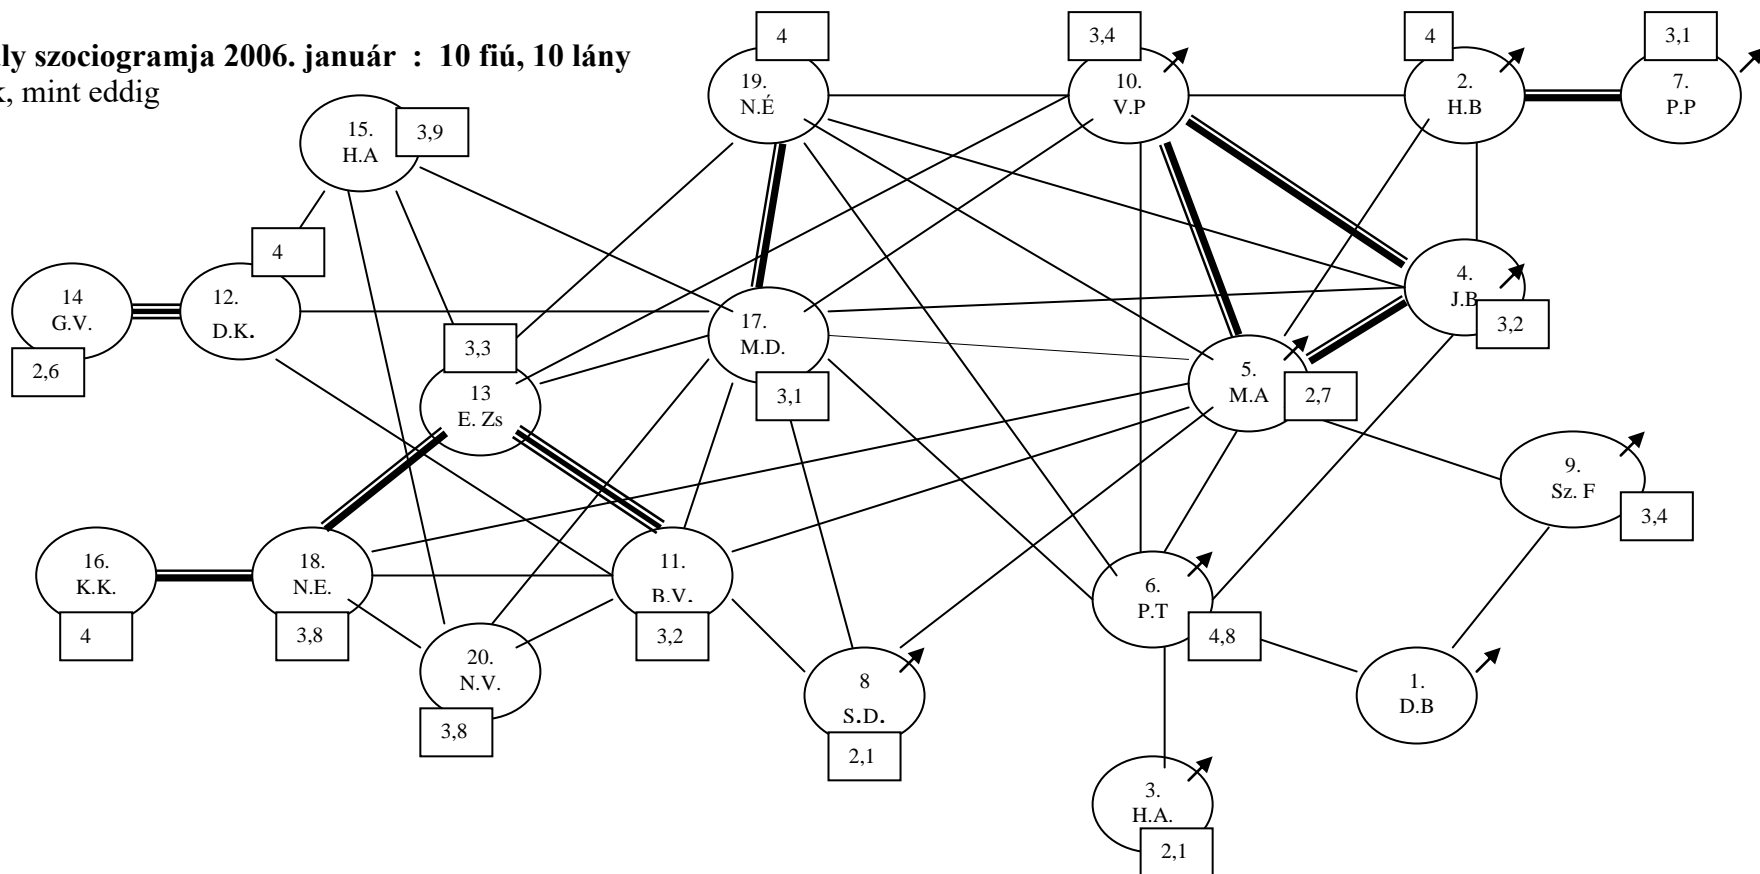 ly szociogramja 2006. január : 10 fiú, 10 lány
, mint eddig
4
19.
N.É
3,4
10.
V.P
4
2.
H.B
3,1
7.
P.P
15.
H.A
3,9
4
14
G.V.
2,6
12.
D.K.
3,3
13
E. Zs
17.
M.D.
3,1
4.
J.B
3,2
5.
M.A
2,7
9.
Sz. F
3,4
16.
K.K.
4
18.
N.E.
3,8
11.
B.V.
3,2
6.
P.T
4,8
20.
N.V.
3,8
8
S.D.
2,1
1.
D.B
3.
H.A.
2,1